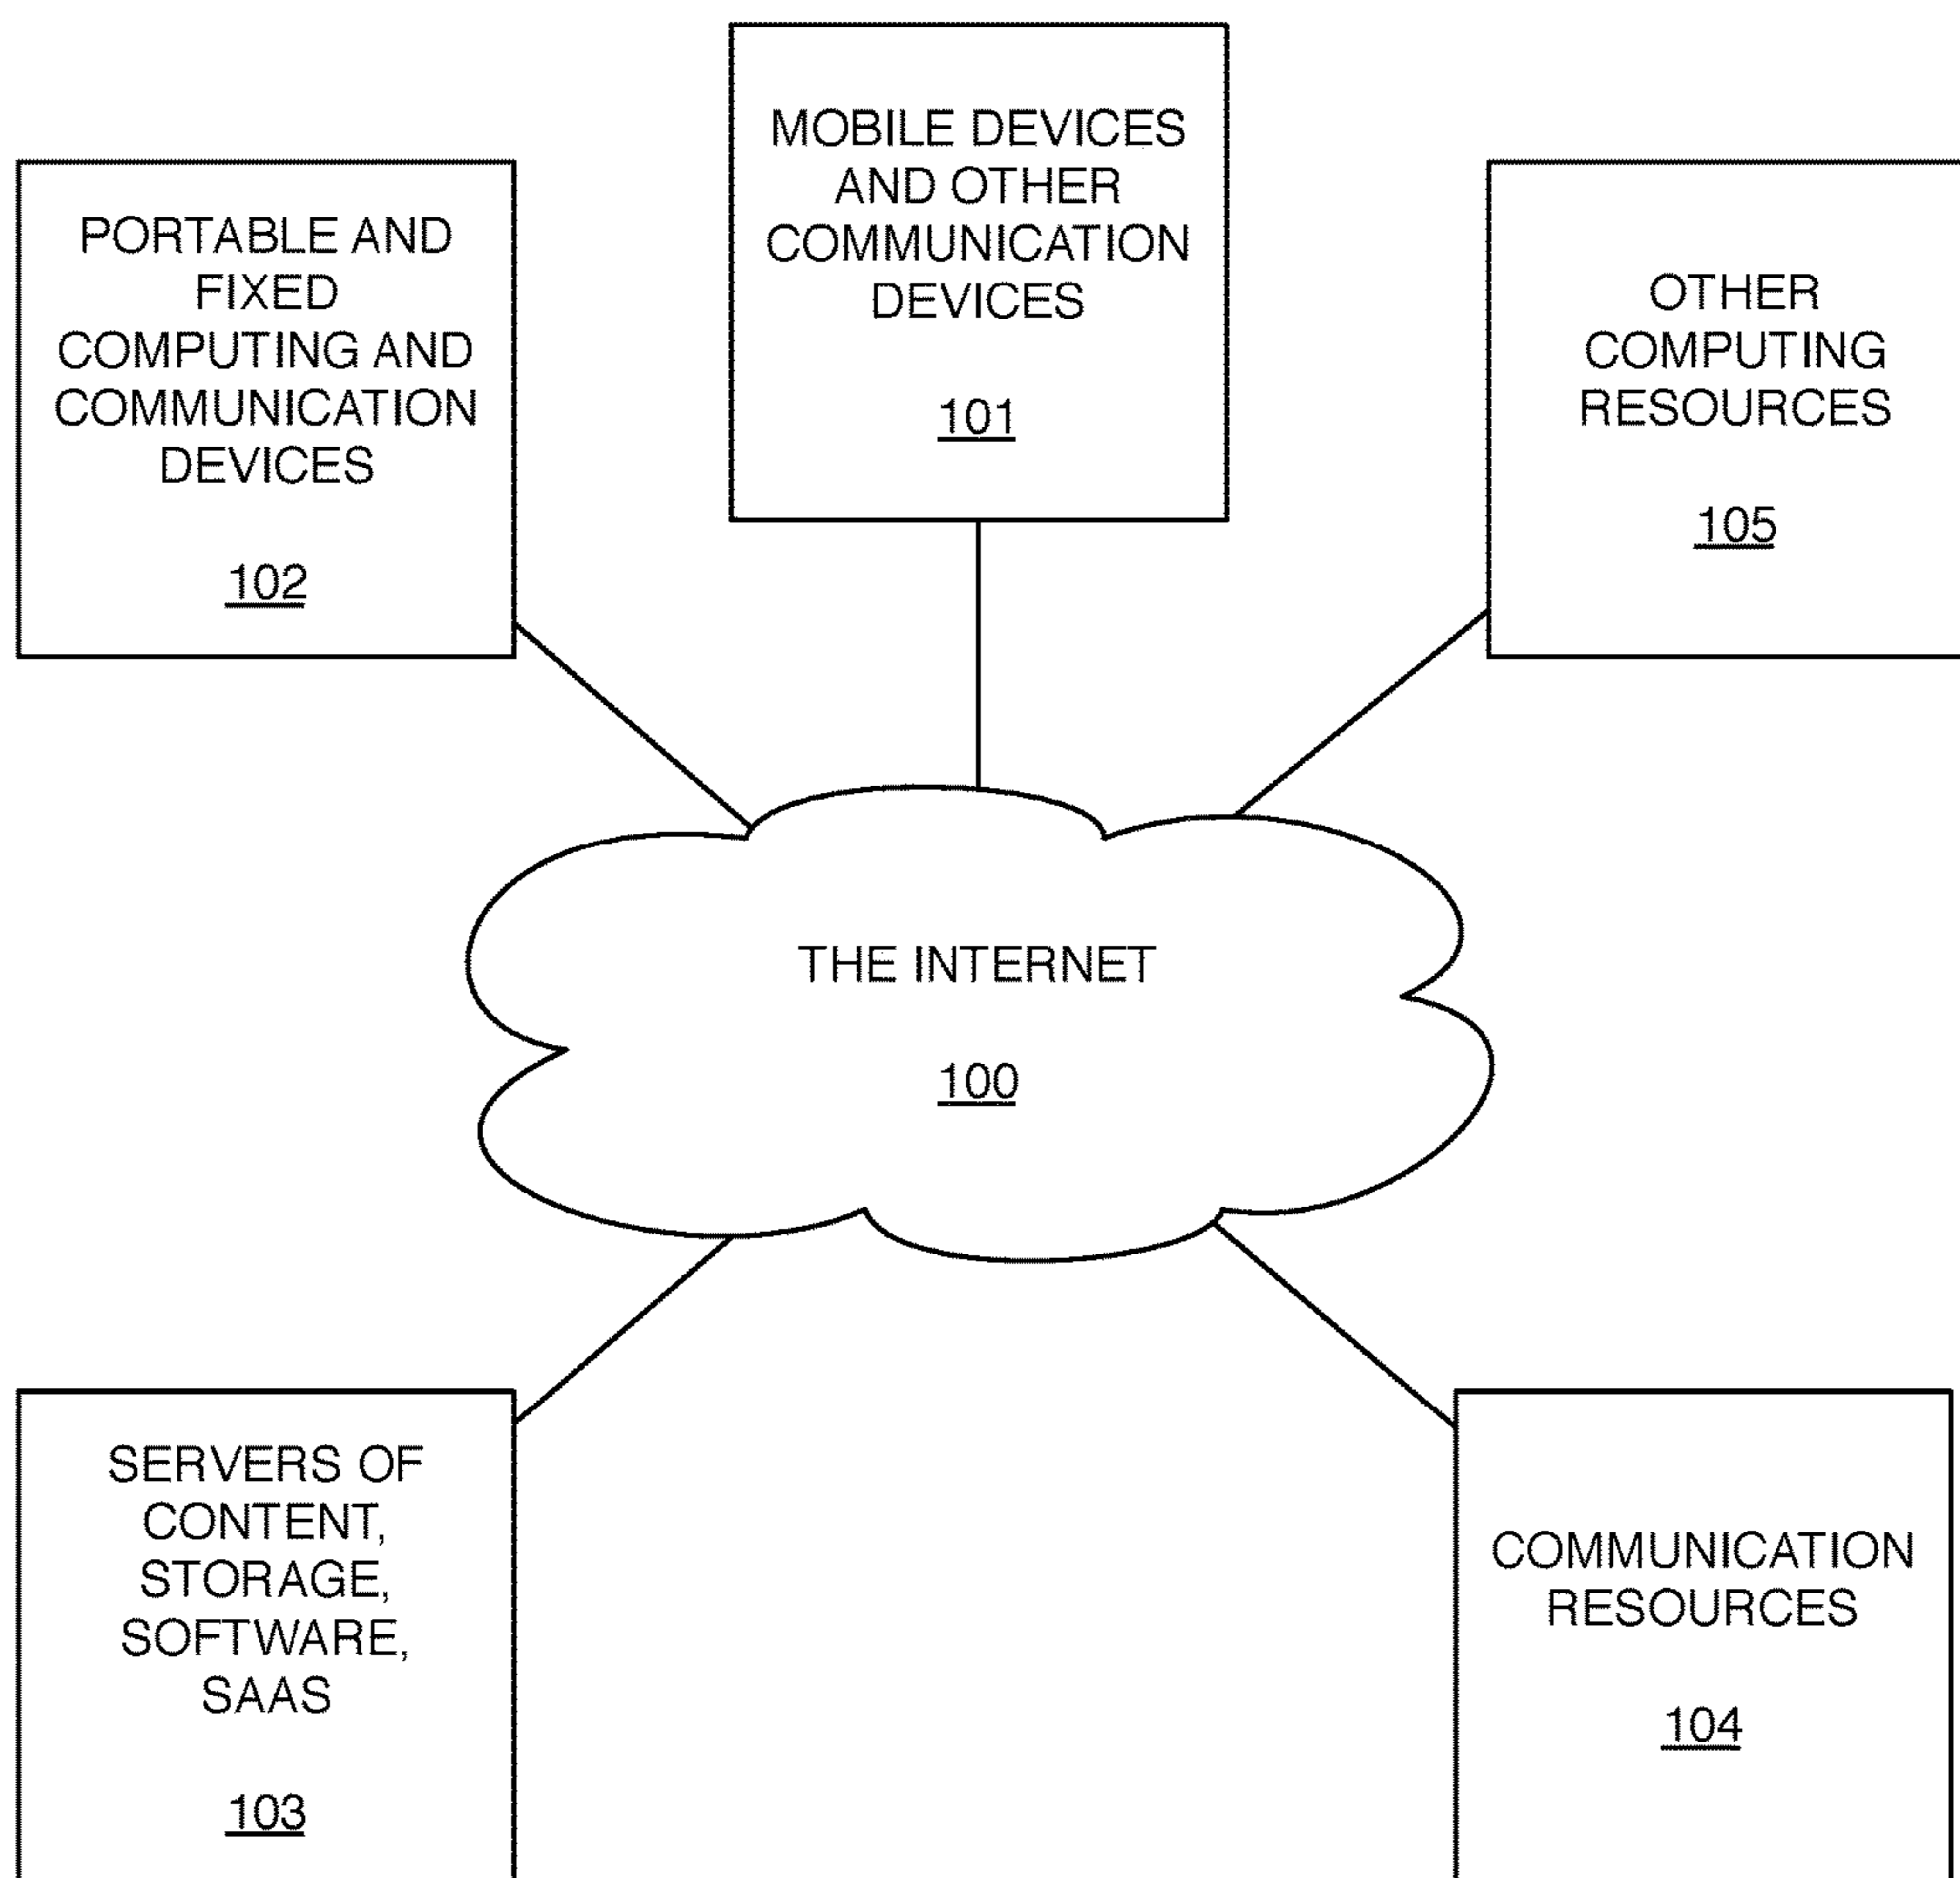 MOBILE DEVICES
AND OTHER
COMMUNICATION
DEVICES
101
PORTABLE AND
FIXED
COMPUTING AND
COMMUNICATION
DEVICES
102
OTHER
COMPUTING
RESOURCES
105
THE INTERNET
100
SERVERS OF
CONTENT,
STORAGE,
SOFTWARE,
SAAS
103
COMMUNICATION
RESOURCES
104